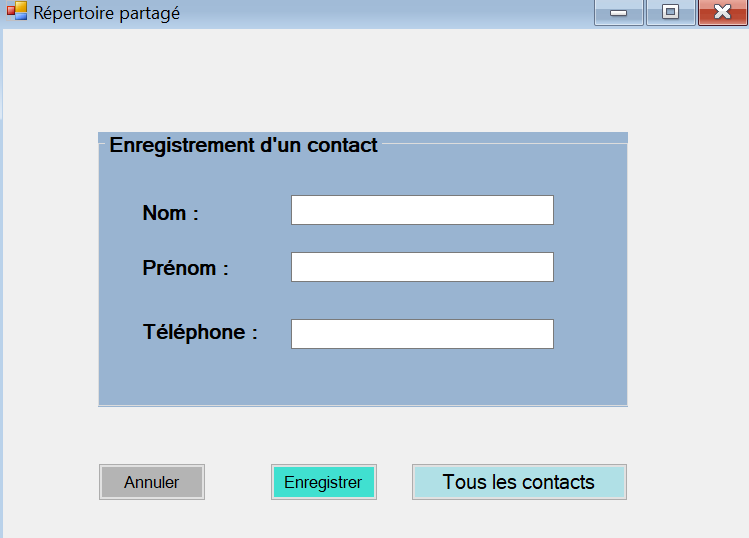 Répertoire partagé
Enregistrement d'un contact
Nom :
Prénom :
Téléphone :
Annuler
Enregistrer
Tous les contacts